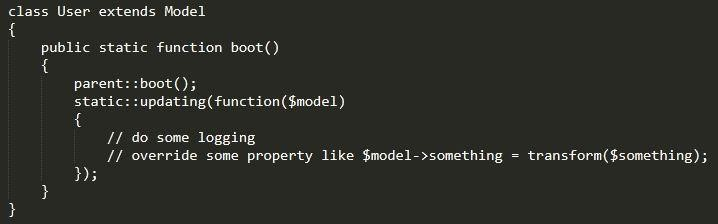 class User extends Model
{
    public static function boot()
    {
        parent::boot();
        static::updating(function($model)
        {
            // do some logging
            // override some property like $model->something = transform($something);
        });
    }
}